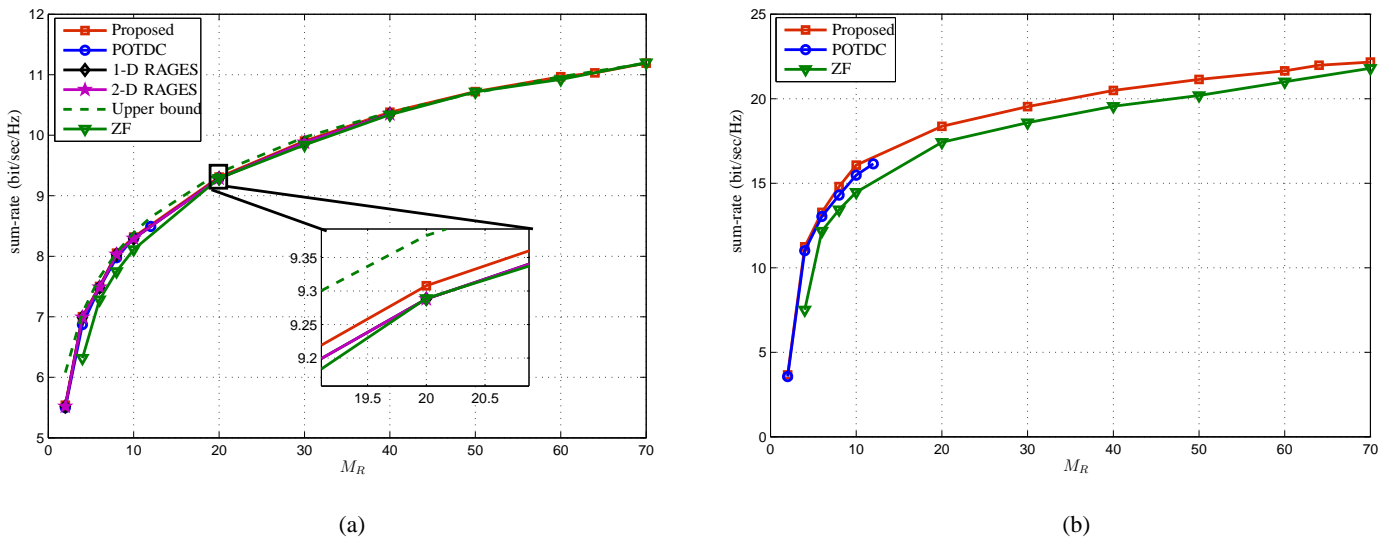 12
11
10
9
8
7
6
5
0
10
20
30
40
50
60
70
sum-rate (bit/sec/Hz)
M_R
Proposed
POTDC
1-D RAGES
2-D RAGES
Upper bound
ZF
9.35
9.3
9.25
9.2
19.5
20
20.5
(a)
25
20
15
10
5
0
0
10
20
30
40
50
60
70
sum-rate (bit/sec/Hz)
M_R
Proposed
POTDC
ZF
(b)